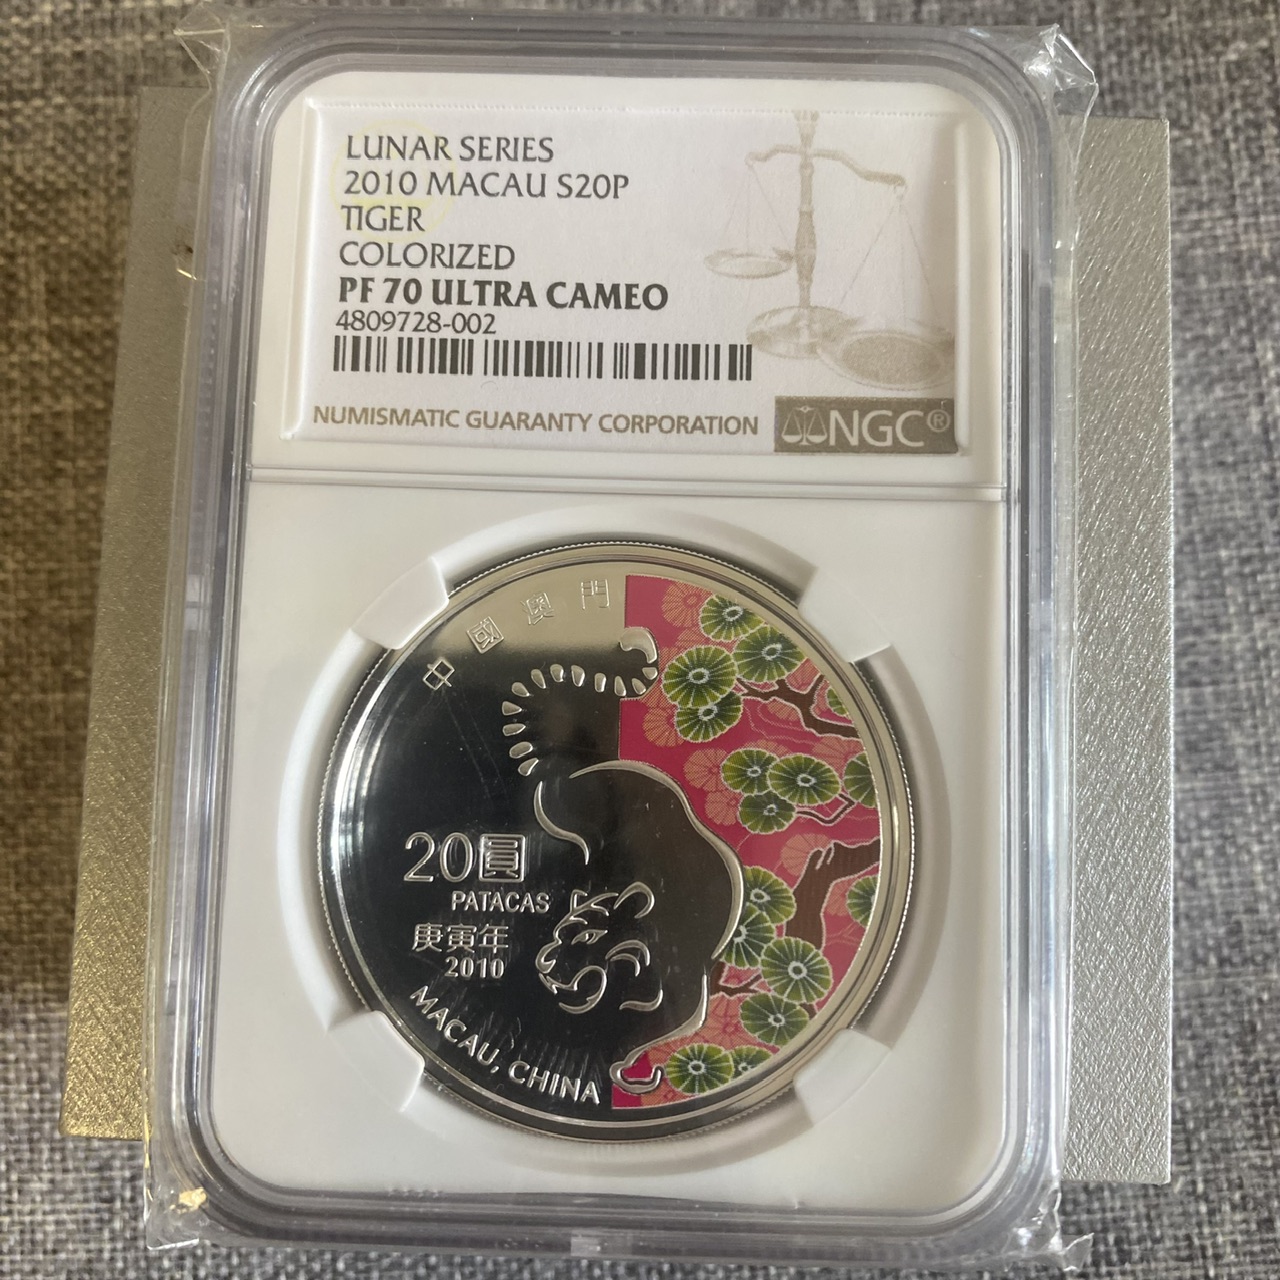 LUNAR SERIES
2010 MACAU S20P
TIGER
COLORIZED
PF 70 ULTRA CAMEO
4809728-002
NUMISMATIC GUARANTY CORPORATION
NGC®
中國澳門
20圓
PATACAS
庚寅年
2010
MACAU, CHINA